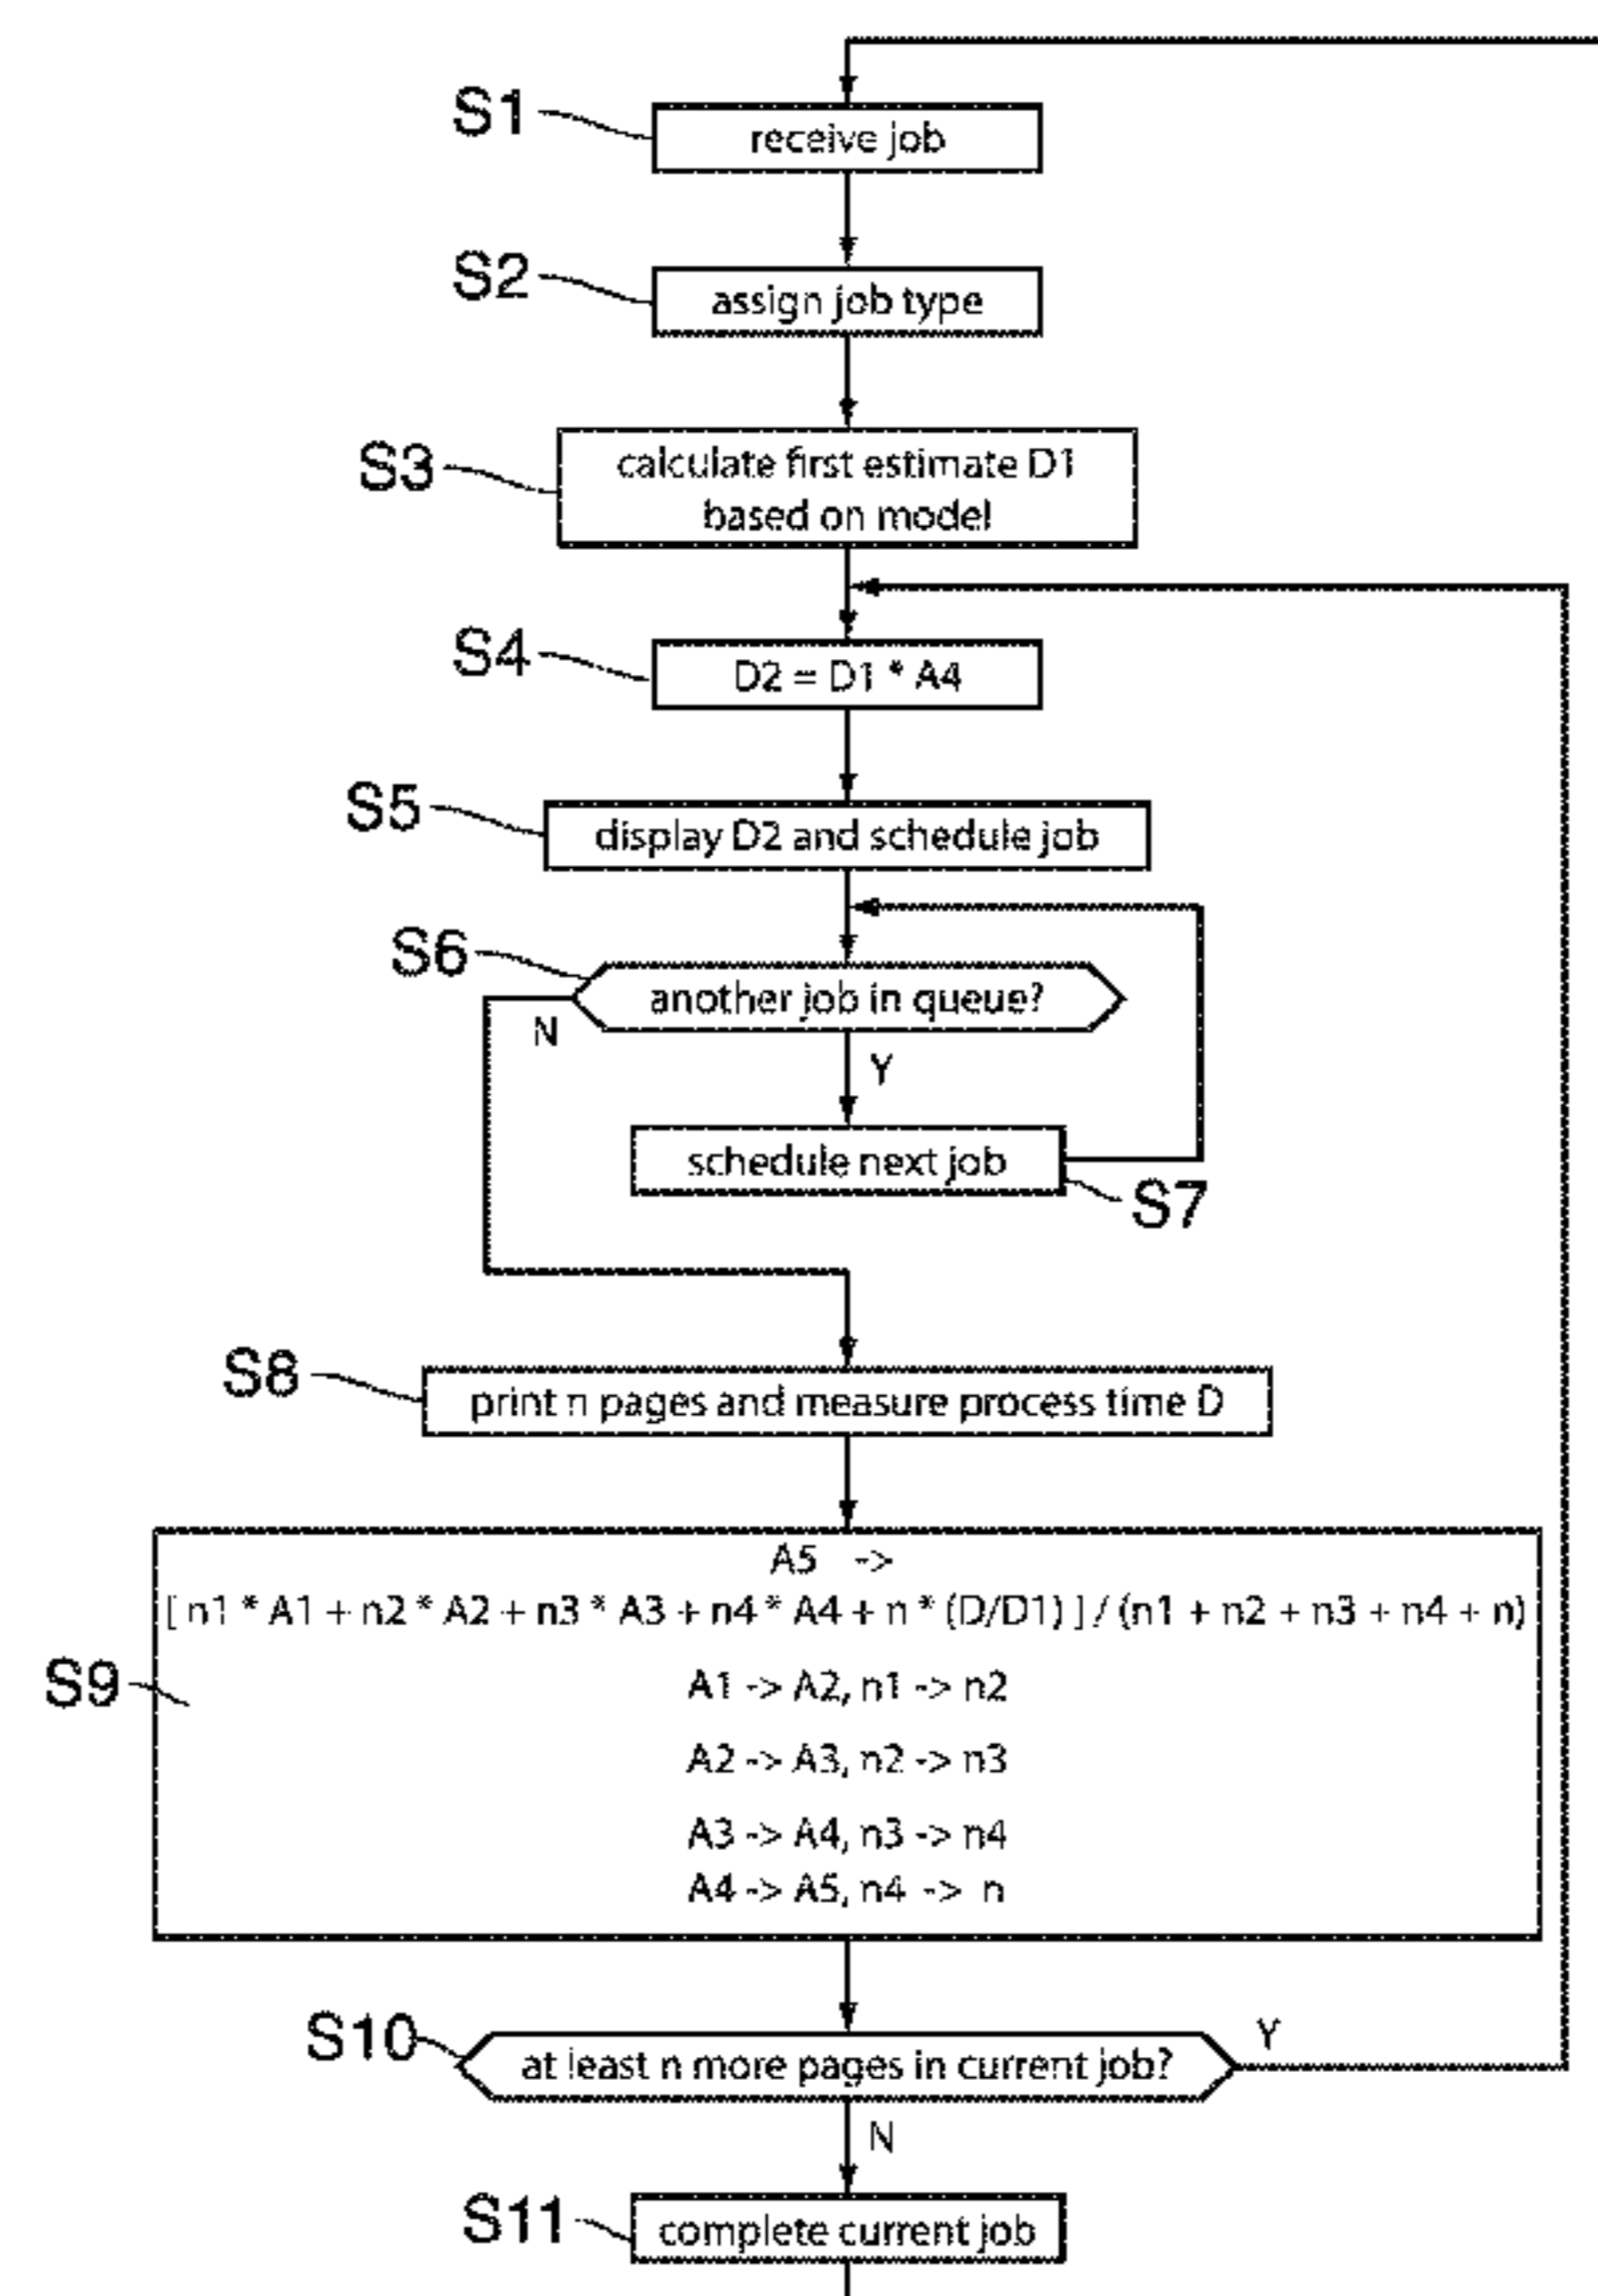 S1
receive job
S2
assign job type
S3
calculate first estimate D1
based on model
S4
D2 = D1 * A4
S5
display D2 and schedule job
S6
another job in queue?
N
Y
schedule next job
S7
S8
print n pages and measure process time D
A5 ->
[ n1 * A1 + n2 * A2 + n3 * A3 + n4 * A4 + n * (D/D1) ] / (n1 + n2 + n3 + n4 + n)
S9
A1 -> A2, n1 -> n2
A2 -> A3, n2 -> n3
A3 -> A4, n3 -> n4
A4 -> A5, n4 -> n
S10
at least n more pages in current job?
Y
N
S11
complete current job